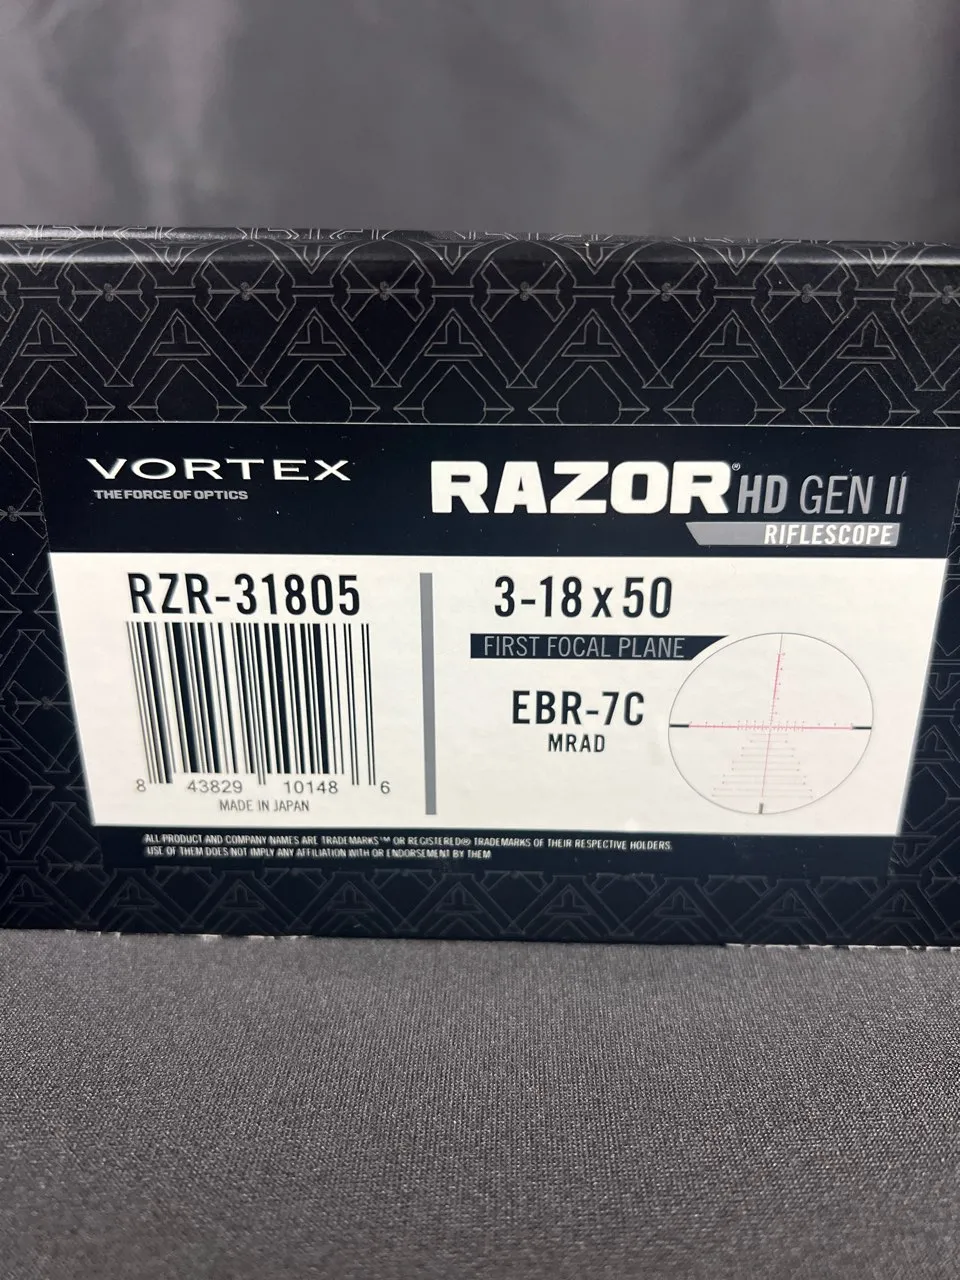 VORTEX
THE FORCE OF OPTICS
RAZOR® HD GEN II
RIFLESCOPE
RZR-31805
8 43829 10148 6
MADE IN JAPAN
3-18 x 50
FIRST FOCAL PLANE
EBR-7C
MRAD
ALL PRODUCT AND COMPANY NAMES ARE TRADEMARKS™ OR REGISTERED® TRADEMARKS OF THEIR RESPECTIVE HOLDERS.
USE OF THEM DOES NOT IMPLY ANY AFFILIATION WITH OR ENDORSEMENT BY THEM